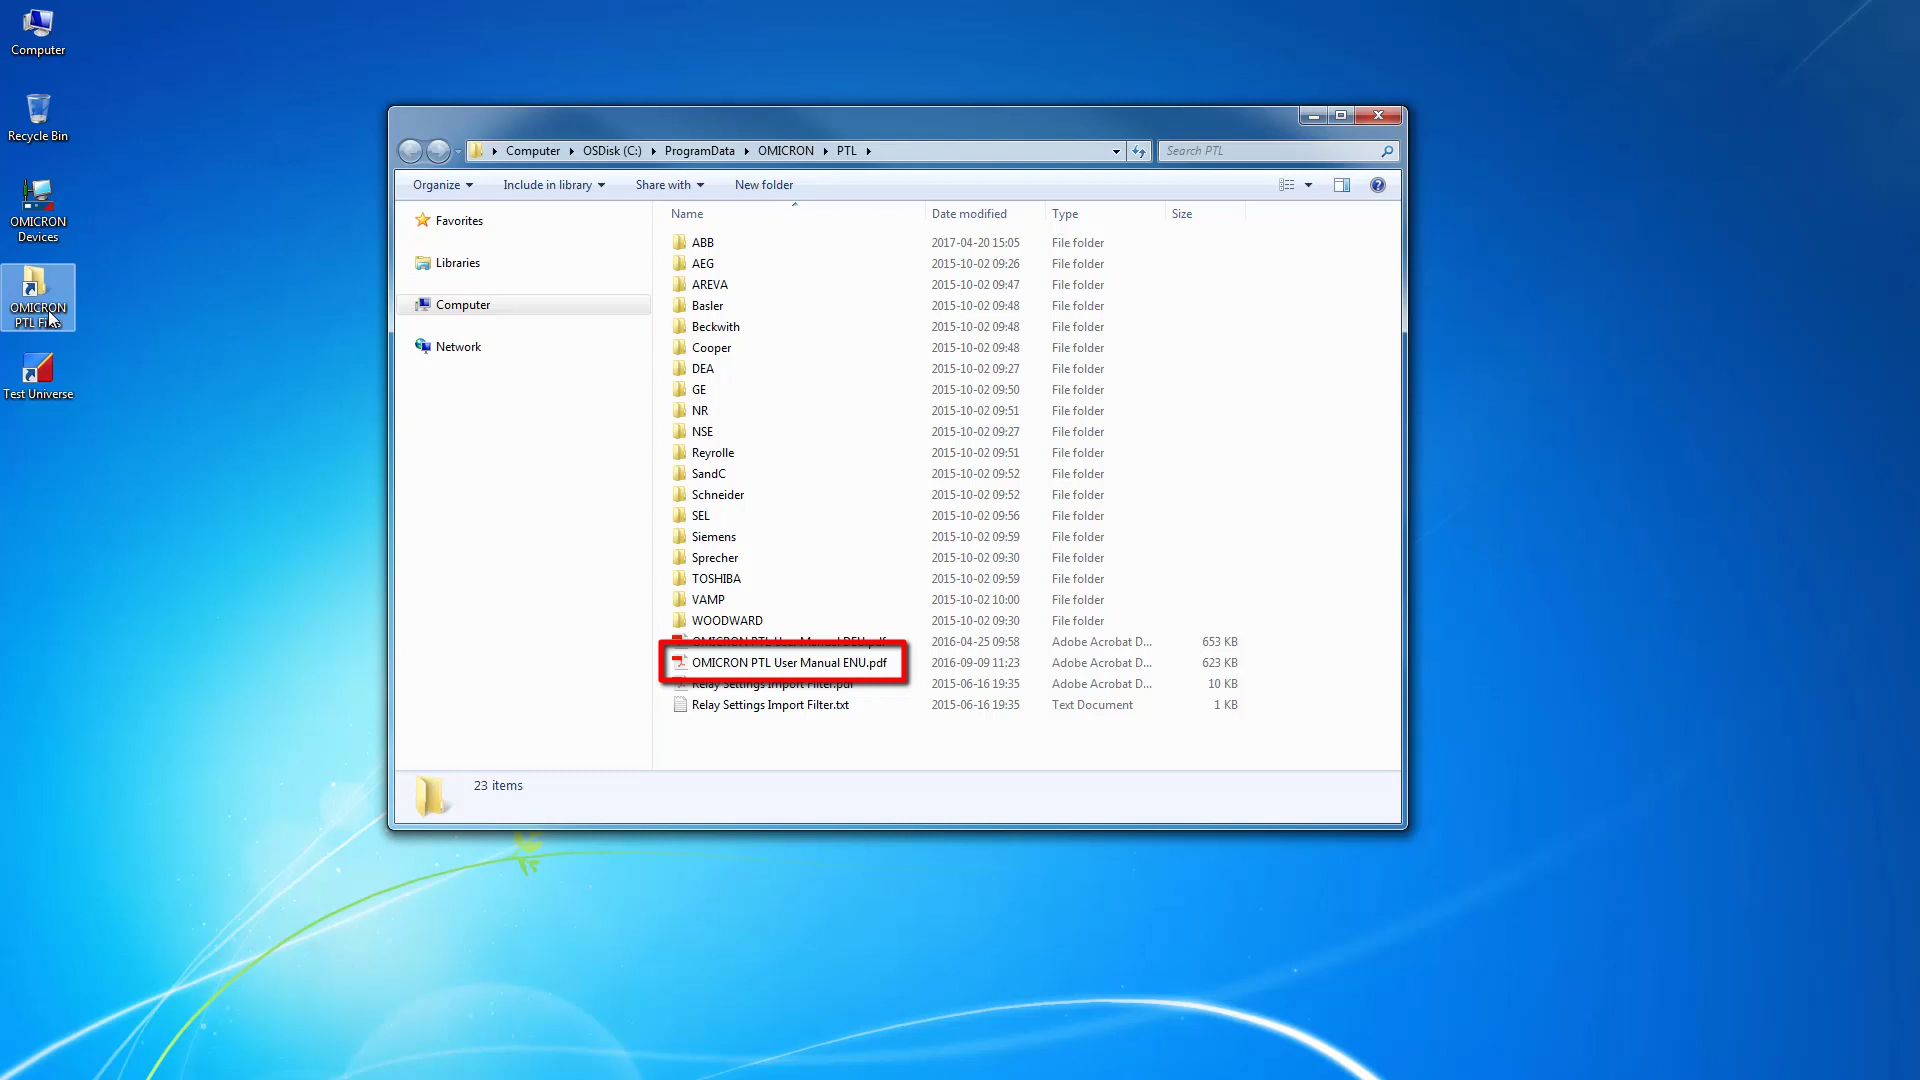 Computer
Recycle Bin
OMICRON
Devices
OMICRON
PTL Files
Test Universe
Computer OSDisk (C:) ProgramData OMICRON PTL
Search PTL
Organize Include in library Share with New folder
Favorites
Libraries
Computer
Network
Name Date modified Type Size
ABB 2017-04-20 15:05 File folder
AEG 2015-10-02 09:26 File folder
AREVA 2015-10-02 09:47 File folder
Basler 2015-10-02 09:48 File folder
Beckwith 2015-10-02 09:48 File folder
Cooper 2015-10-02 09:48 File folder
DEA 2015-10-02 09:27 File folder
GE 2015-10-02 09:50 File folder
NR 2015-10-02 09:51 File folder
NSE 2015-10-02 09:27 File folder
Reyrolle 2015-10-02 09:51 File folder
SandC 2015-10-02 09:52 File folder
Schneider 2015-10-02 09:52 File folder
SEL 2015-10-02 09:56 File folder
Siemens 2015-10-02 09:59 File folder
Sprecher 2015-10-02 09:30 File folder
TOSHIBA 2015-10-02 09:59 File folder
VAMP 2015-10-02 10:00 File folder
WOODWARD 2015-10-02 09:30 File folder
OMICRON PTL User Manual DEU.pdf 2016-04-25 09:58 Adobe Acrobat D... 653 KB
OMICRON PTL User Manual ENU.pdf 2016-09-09 11:23 Adobe Acrobat D... 623 KB
Relay Settings Import Filter.pdf 2015-06-16 19:35 Adobe Acrobat D... 10 KB
Relay Settings Import Filter.txt 2015-06-16 19:35 Text Document 1 KB
23 items